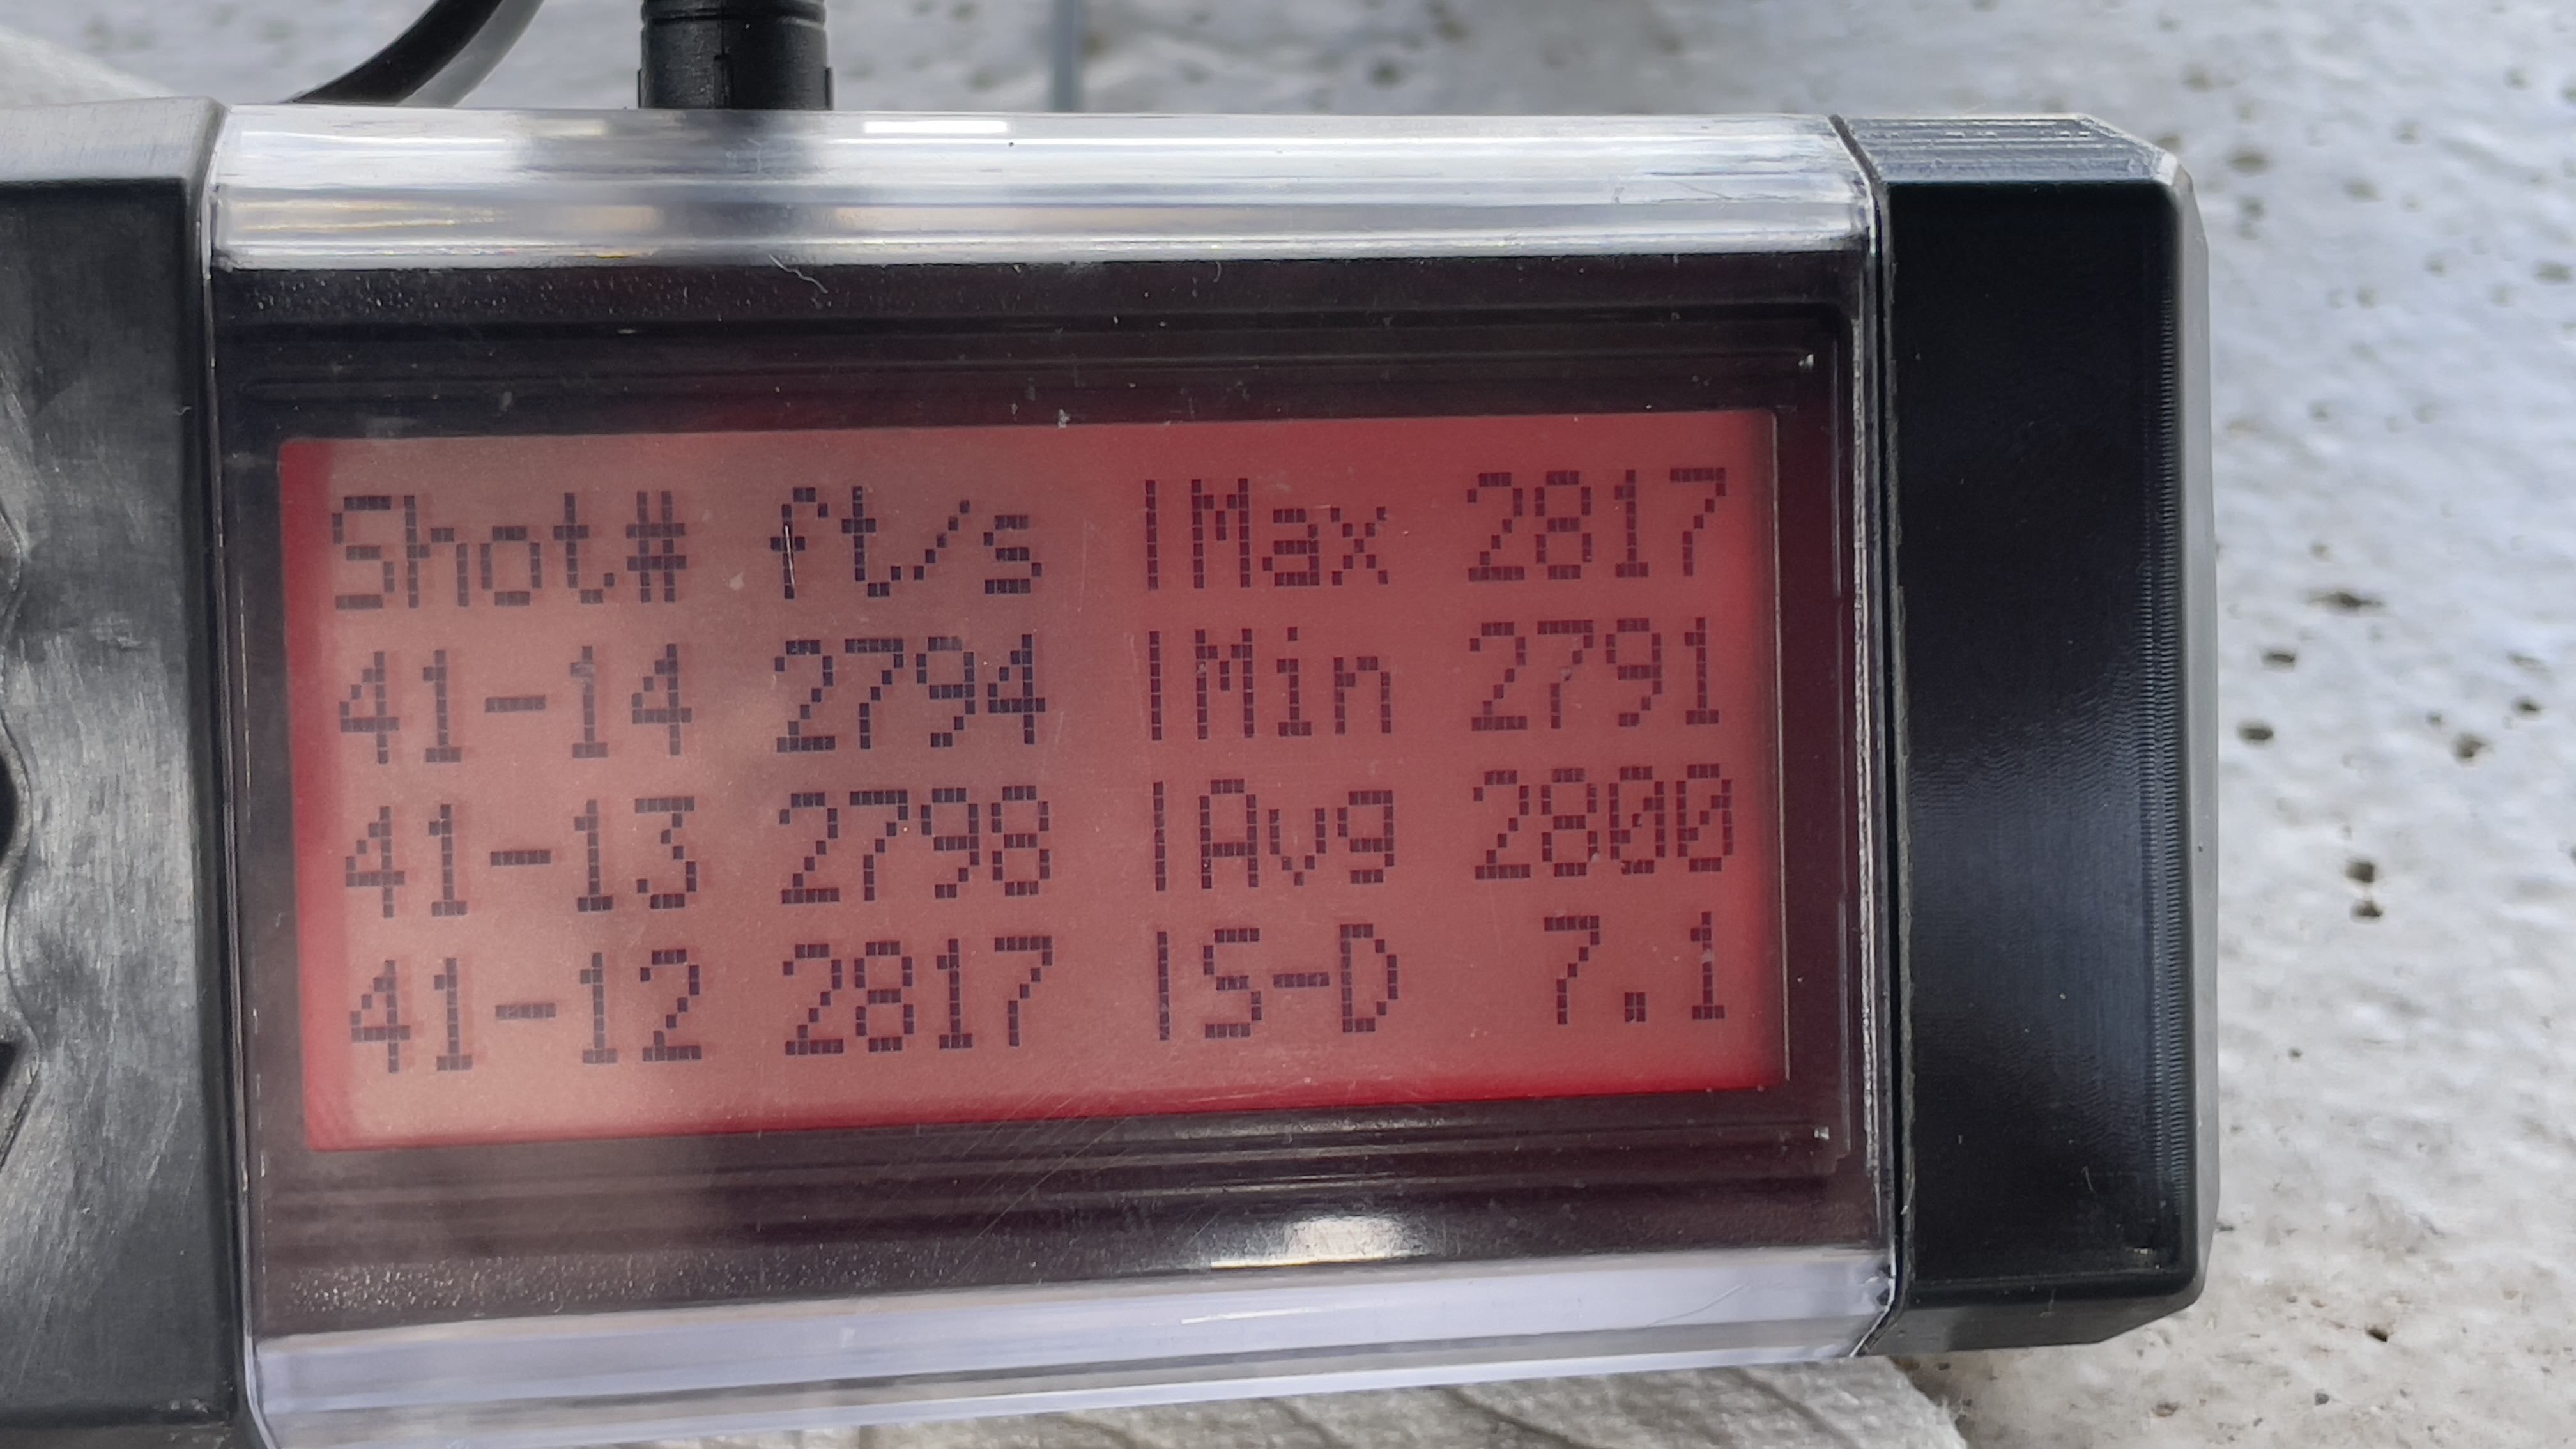 Shot# ft/s |Max 2817
41-14 2794 |Min 2791
41-13 2798 |Avg 2800
41-12 2817 |S-D 7.1